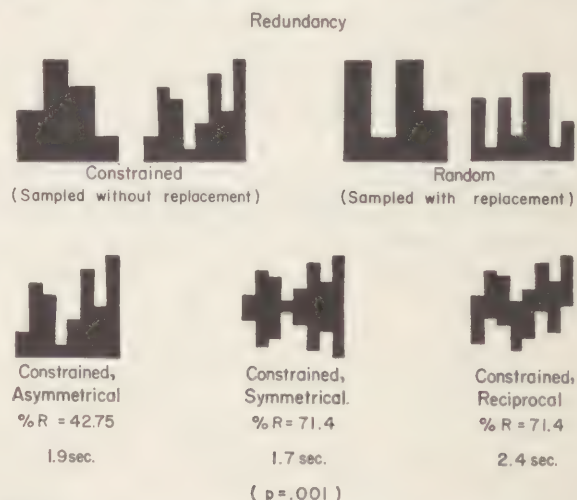 Redundancy
Constrained
(Sampled without replacement)
Random
(Sampled with replacement)
Constrained,
Asymmetrical
%R = 42.75
1.9 sec.
Constrained,
Symmetrical.
%R = 71.4
1.7 sec.
(p=.001)
Constrained,
Reciprocal
%R = 71.4
2.4 sec.